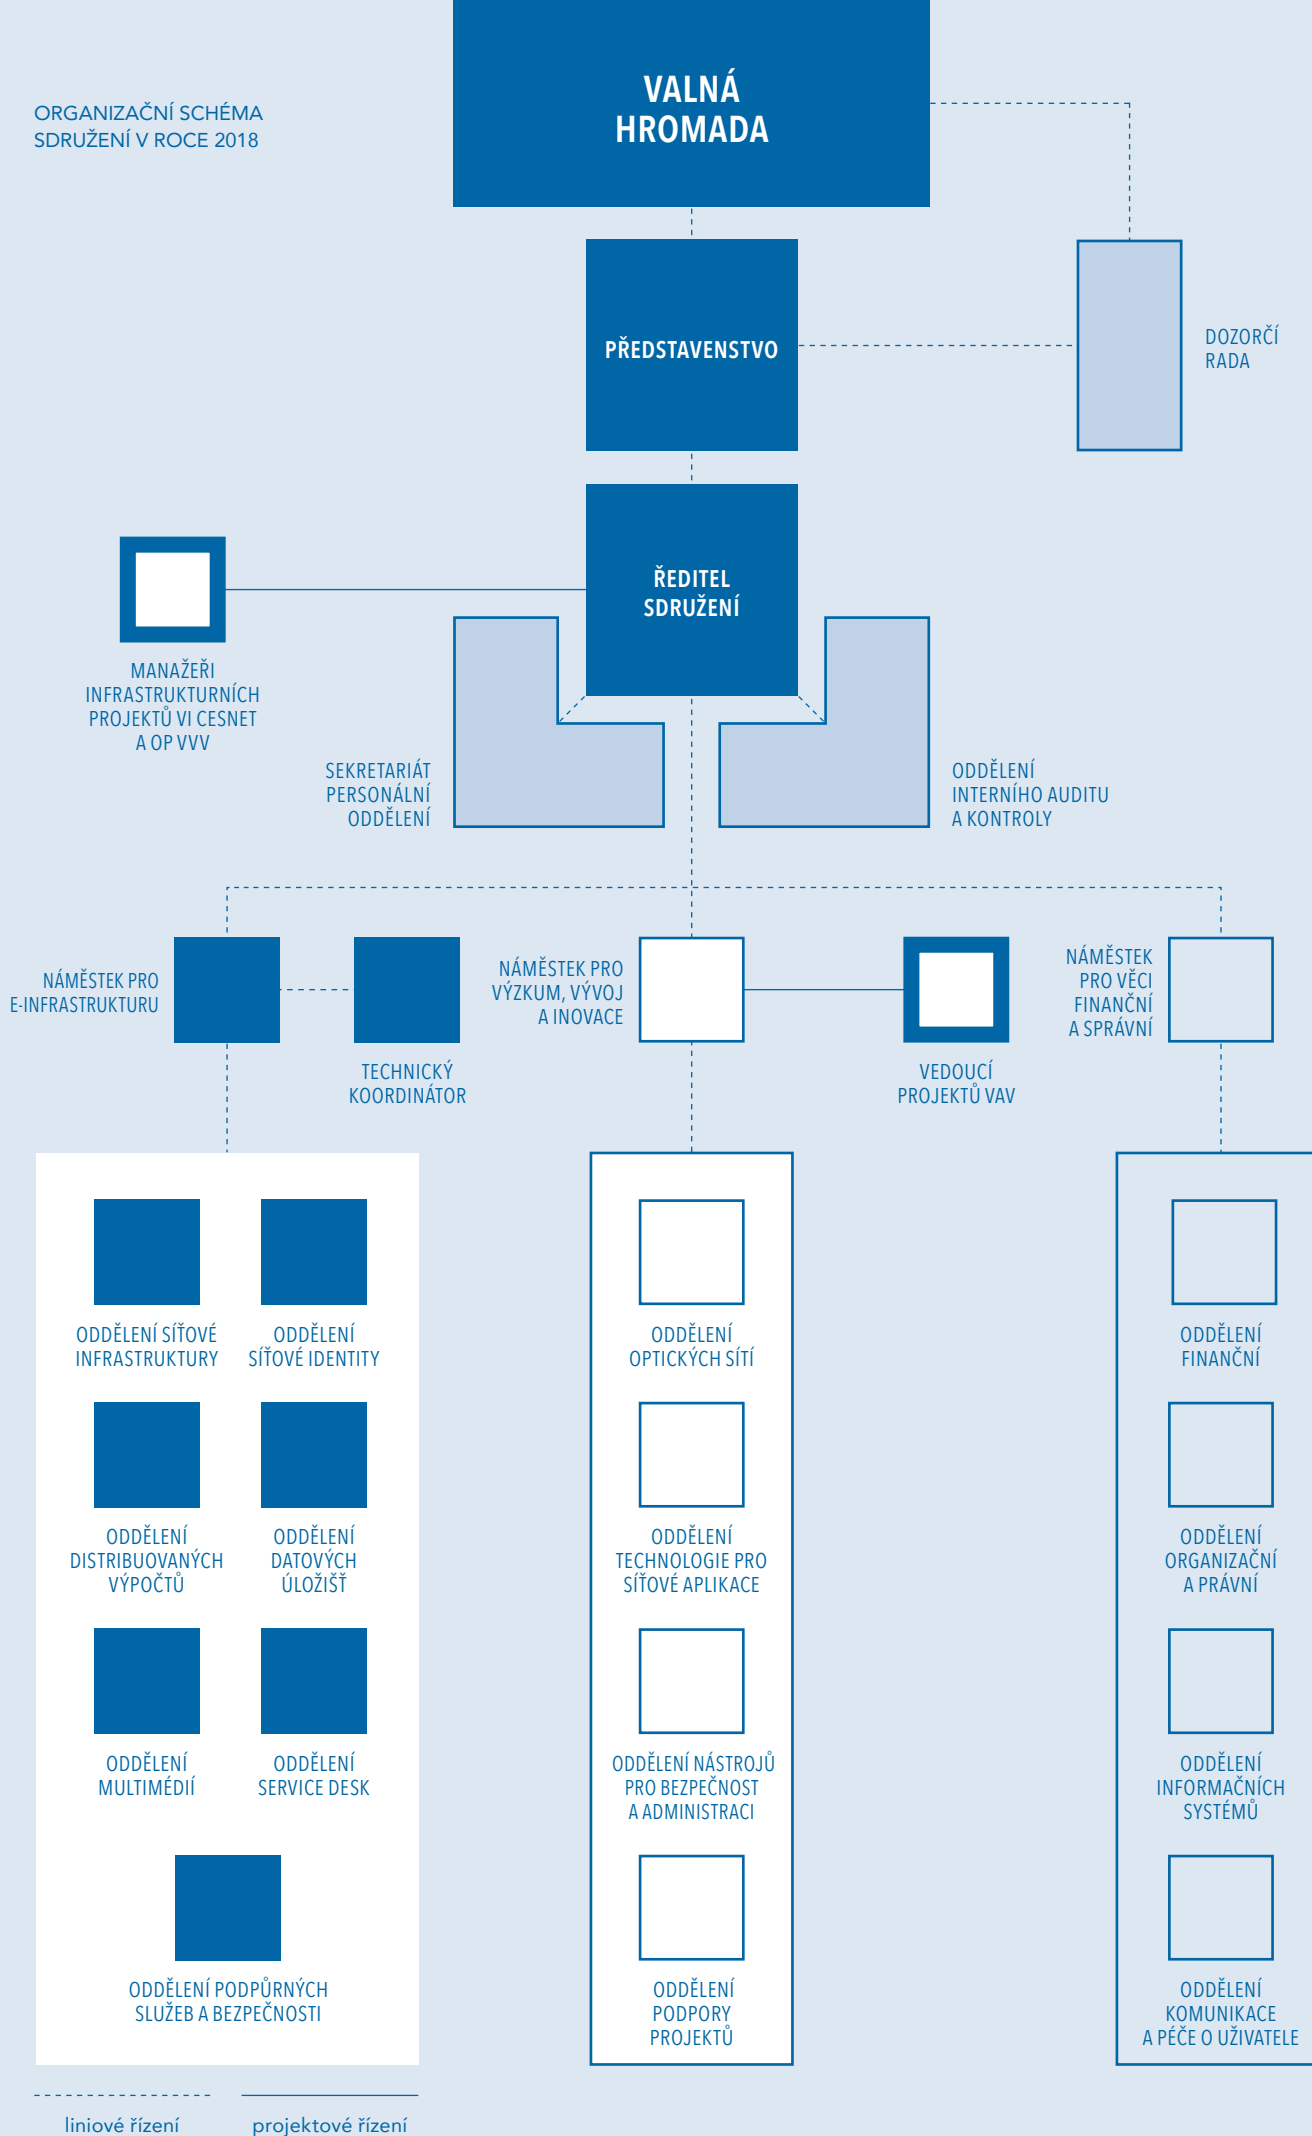 ORGANIZAČNÍ SCHÉMA
SDRUŽENÍ V ROCE 2018
VALNÁ
HROMADA
PŘEDSTAVENSTVO
DOZORČÍ
RADA
ŘEDITEL
SDRUŽENÍ
MANAŽEŘI
INFRASTRUKTURNÍCH
PROJEKTŮ VI CESNET
A OP VVV
SEKRETARIÁT
PERSONÁLNÍ
ODDĚLENÍ
ODDĚLENÍ
INTERNÍHO AUDITU
A KONTROLY
NÁMĚSTEK PRO
E-INFRASTRUKTURU
TECHNICKÝ
KOORDINÁTOR
NÁMĚSTEK PRO
VÝZKUM, VÝVOJ
A INOVACE
VEDOUCÍ
PROJEKTŮ VAV
NÁMĚSTEK
PRO VĚCI
FINANČNÍ
A SPRÁVNÍ
ODDĚLENÍ SÍŤOVÉ
INFRASTRUKTURY
ODDĚLENÍ
SÍŤOVÉ IDENTITY
ODDĚLENÍ
DISTRIBUOVANÝCH
VÝPOČTŮ
ODDĚLENÍ
DATOVÝCH
ÚLOŽIŠŤ
ODDĚLENÍ
MULTIMÉDIÍ
ODDĚLENÍ
SERVICE DESK
ODDĚLENÍ PODPŮRNÝCH
SLUŽEB A BEZPEČNOSTI
ODDĚLENÍ
OPTICKÝCH SÍTÍ
ODDĚLENÍ
TECHNOLOGIE PRO
SÍŤOVÉ APLIKACE
ODDĚLENÍ NÁSTROJŮ
PRO BEZPEČNOST
A ADMINISTRACI
ODDĚLENÍ
PODPORY
PROJEKTŮ
ODDĚLENÍ
FINANČNÍ
ODDĚLENÍ
ORGANIZAČNÍ
A PRÁVNÍ
ODDĚLENÍ
INFORMAČNÍCH
SYSTÉMŮ
ODDĚLENÍ
KOMUNIKACE
A PÉČE O UŽIVATELE
liniové řízení
projektové řízení